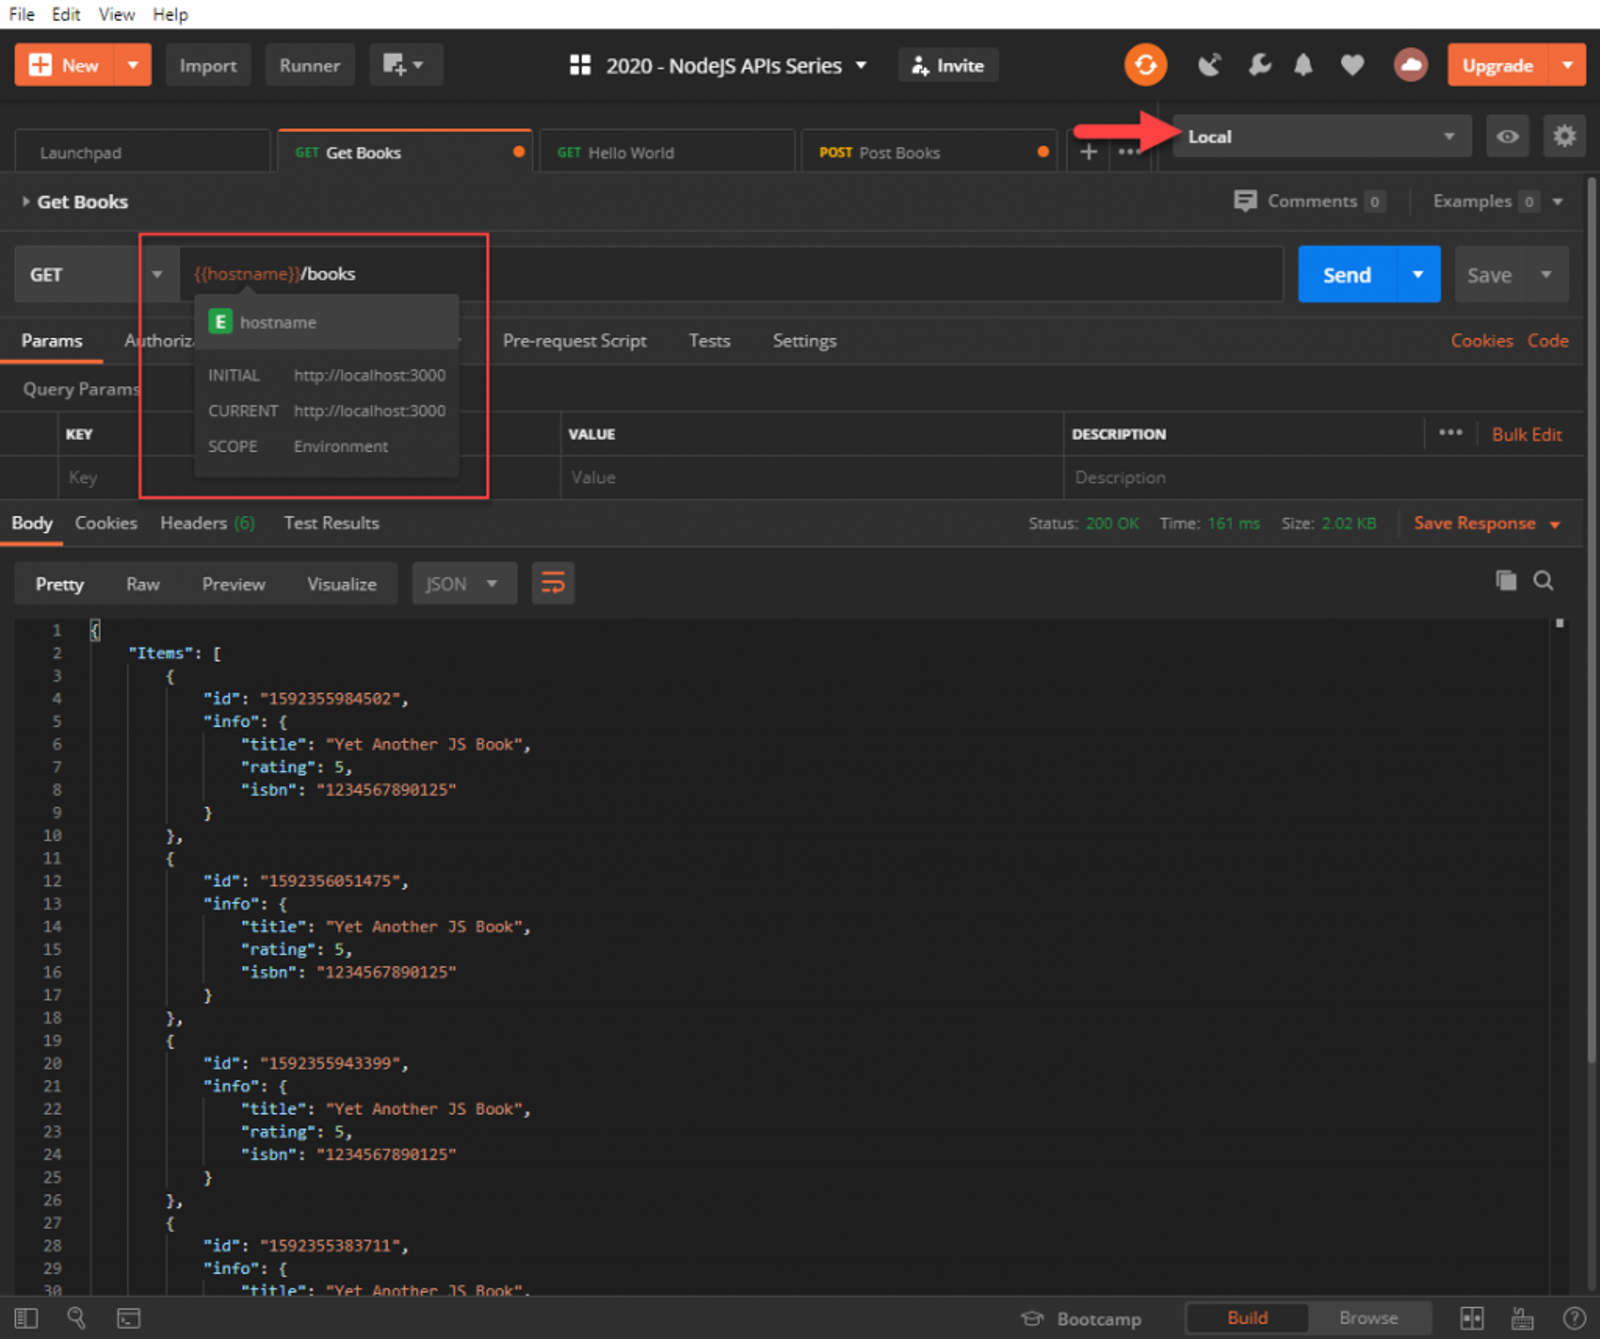 File Edit View Help
New Import Runner 2020 - NodeJS APIs Series Invite Upgrade
Launchpad GET Get Books GET Hello World POST Post Books + ••• Local
Get Books Comments 0 Examples 0
GET {{hostname}}/books Send Save
E hostname
Params Authoriza Pre-request Script Tests Settings Cookies Code
INITIAL http://localhost:3000
Query Params
CURRENT http://localhost:3000
KEY VALUE DESCRIPTION ••• Bulk Edit
SCOPE Environment
Key Value Description
Body Cookies Headers (6) Test Results Status: 200 OK Time: 161 ms Size: 2.02 KB Save Response
Pretty Raw Preview Visualize JSON
1 {
2 "Items": [
3 {
4 "id": "1592355984502",
5 "info": {
6 "title": "Yet Another JS Book",
7 "rating": 5,
8 "isbn": "1234567890125"
9 }
10 },
11 {
12 "id": "1592356051475",
13 "info": {
14 "title": "Yet Another JS Book",
15 "rating": 5,
16 "isbn": "1234567890125"
17 }
18 },
19 {
20 "id": "1592355943399",
21 "info": {
22 "title": "Yet Another JS Book",
23 "rating": 5,
24 "isbn": "1234567890125"
25 }
26 },
27 {
28 "id": "1592355383711",
29 "info": {
30 "title": "Yet Another JS Book",
Bootcamp Build Browse